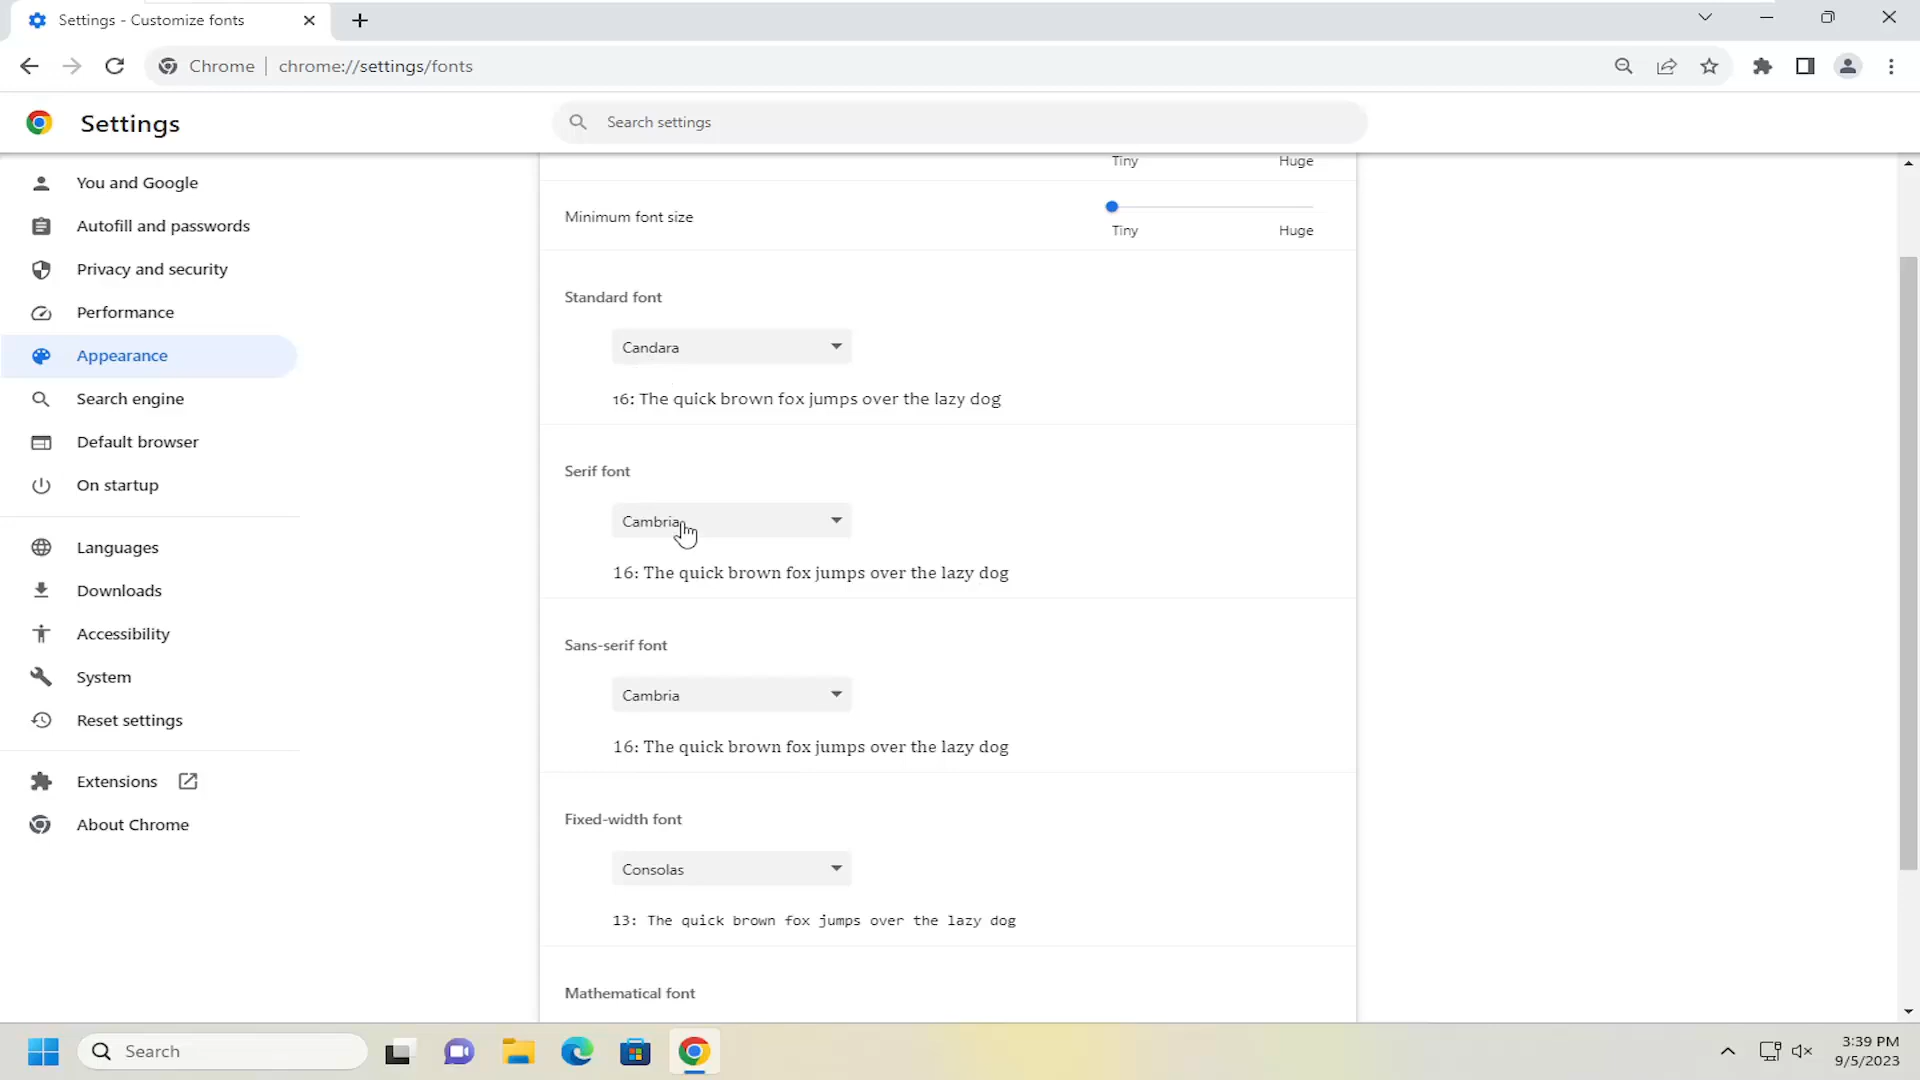 Settings - Customize fonts
Chrome
chrome://settings/fonts
Settings
Search settings
You and Google
Autofill and passwords
Privacy and security
Performance
Appearance
Search engine
Default browser
On startup
Languages
Downloads
Accessibility
System
Reset settings
Extensions
About Chrome
Tiny
Huge
Minimum font size
Tiny
Huge
Standard font
Candara
16: The quick brown fox jumps over the lazy dog
Serif font
Cambria
16: The quick brown fox jumps over the lazy dog
Sans-serif font
Cambria
16: The quick brown fox jumps over the lazy dog
Fixed-width font
Consolas
13: The quick brown fox jumps over the lazy dog
Mathematical font
Search
3:39 PM
9/5/2023